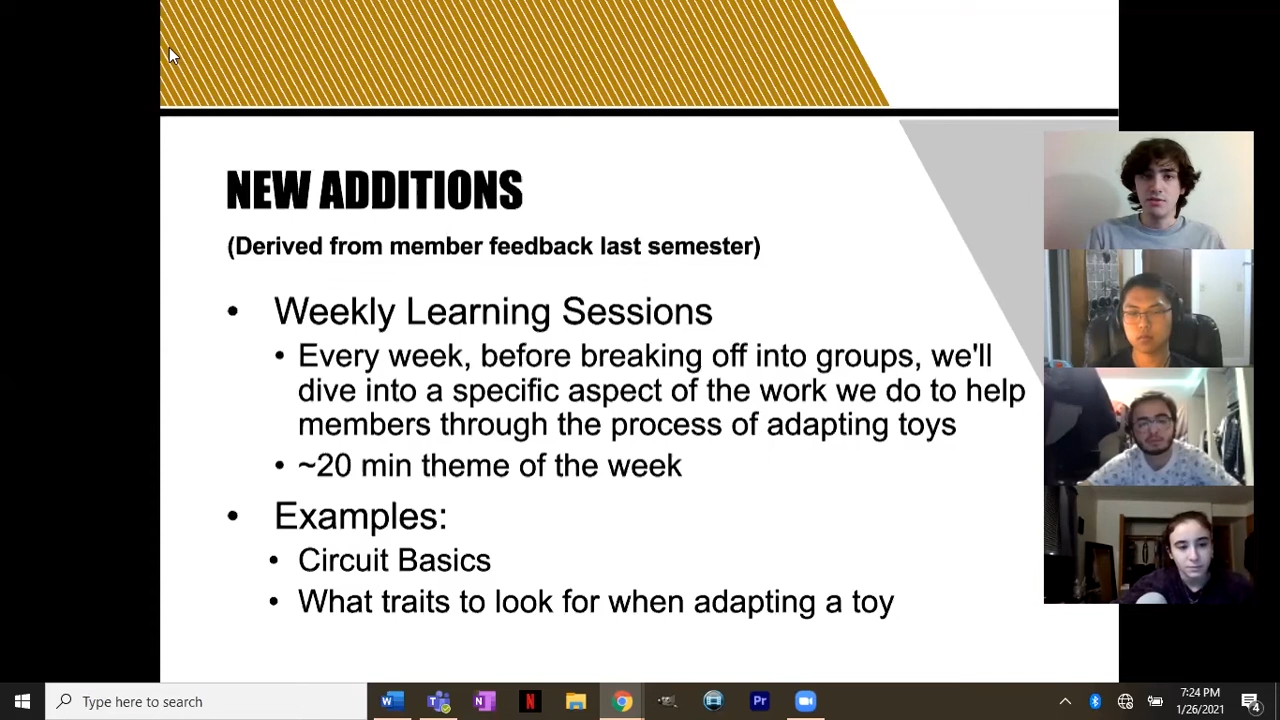 NEW ADDITIONS
(Derived from member feedback last semester)
• Weekly Learning Sessions
• Every week, before breaking off into groups, we'll
dive into a specific aspect of the work we do to help
members through the process of adapting toys
• ~20 min theme of the week
• Examples:
• Circuit Basics
• What traits to look for when adapting a toy
Type here to search
W
N
N
Pr
7:24 PM
1/26/2021
4